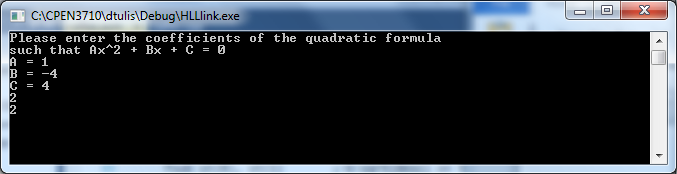 C:\CPEN3710\dtulis\Debug\HLLlink.exe
Please enter the coefficients of the quadratic formula
such that Ax^2 + Bx + C = 0
A = 1
B = -4
C = 4
2
2